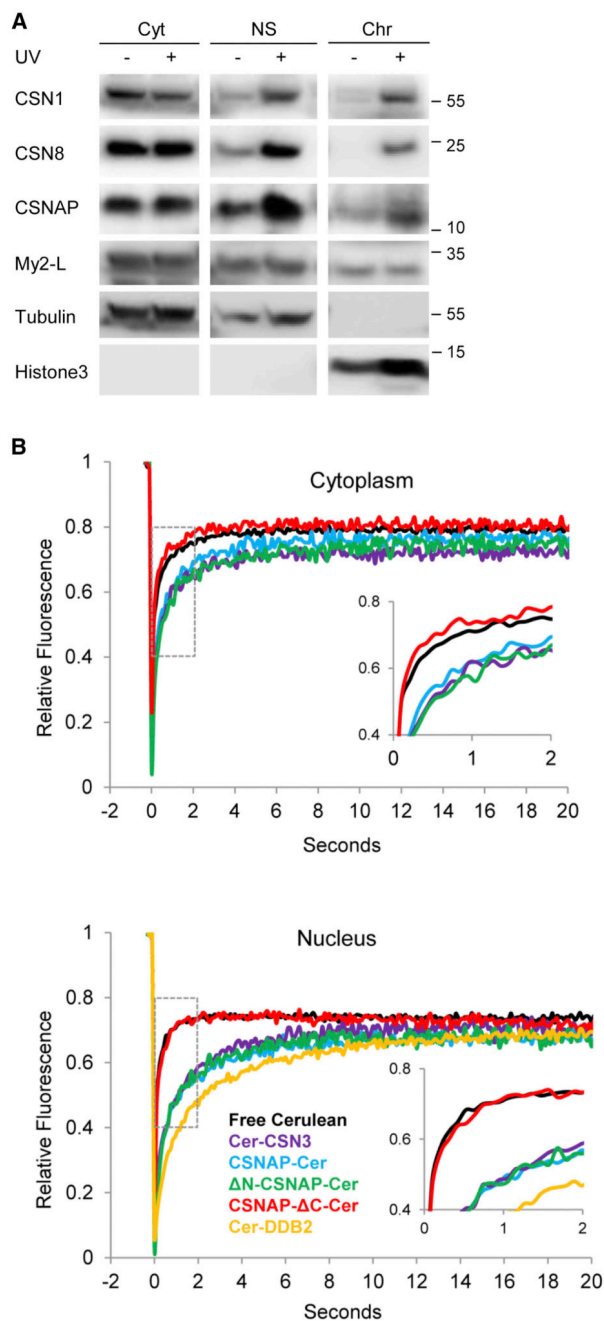 A
Cyt NS Chr
UV - + - + - +
CSN1 – 55
CSN8 – 25
CSNAP – 10
My2-L – 35
Tubulin – 55
Histone3 – 15
B
Cytoplasm
Relative Fluorescence
1
0.8
0.6
0.4
0.2
0
-2 0 2 4 6 8 10 12 14 16 18 20
Seconds
0.8
0.6
0.4
0 1 2
Nucleus
Relative Fluorescence
1
0.8
0.6
0.4
0.2
0
-2 0 2 4 6 8 10 12 14 16 18 20
Seconds
Free Cerulean
Cer-CSN3
CSNAP-Cer
ΔN-CSNAP-Cer
CSNAP-ΔC-Cer
Cer-DDB2
0.8
0.6
0.4
0 1 2